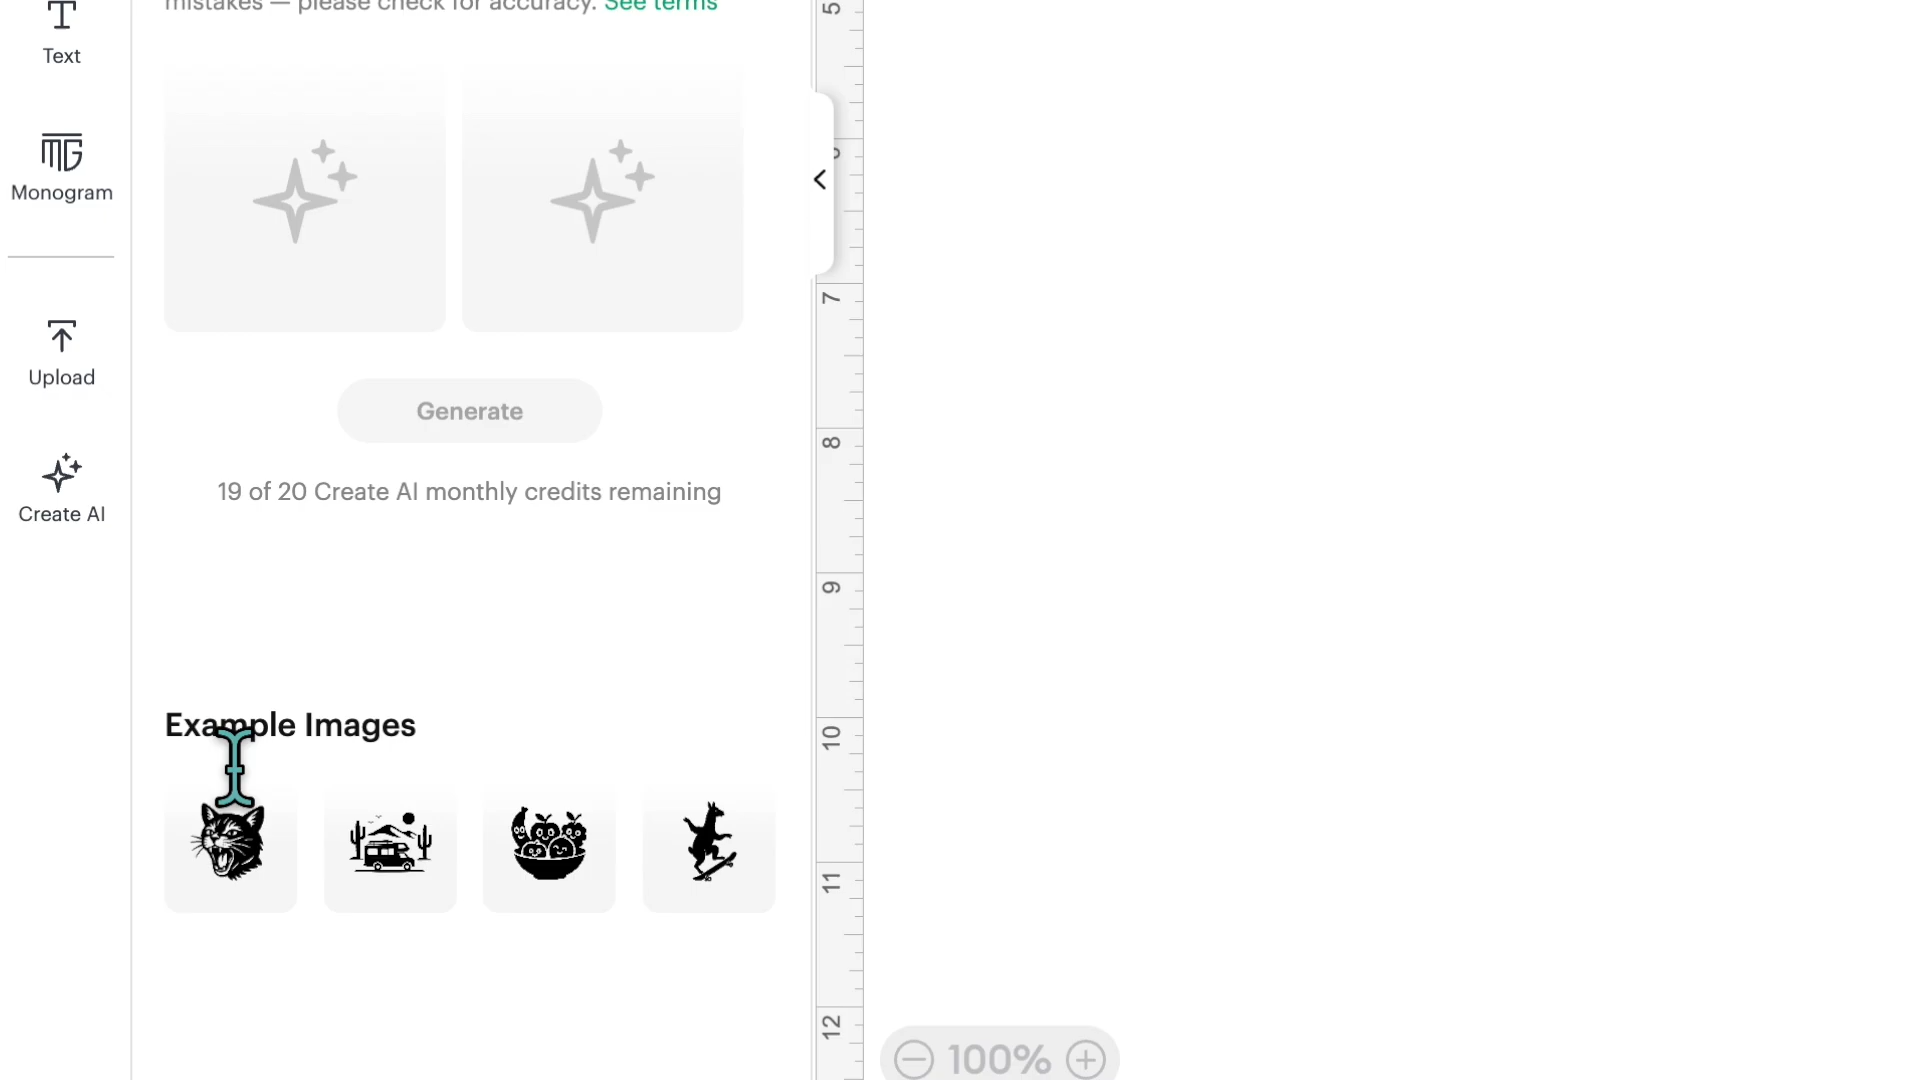 mistakes — please check for accuracy. See terms
Text
Monogram
Upload
Create AI
Generate
19 of 20 Create AI monthly credits remaining
Example Images
5
7
8
9
10
11
12
100%